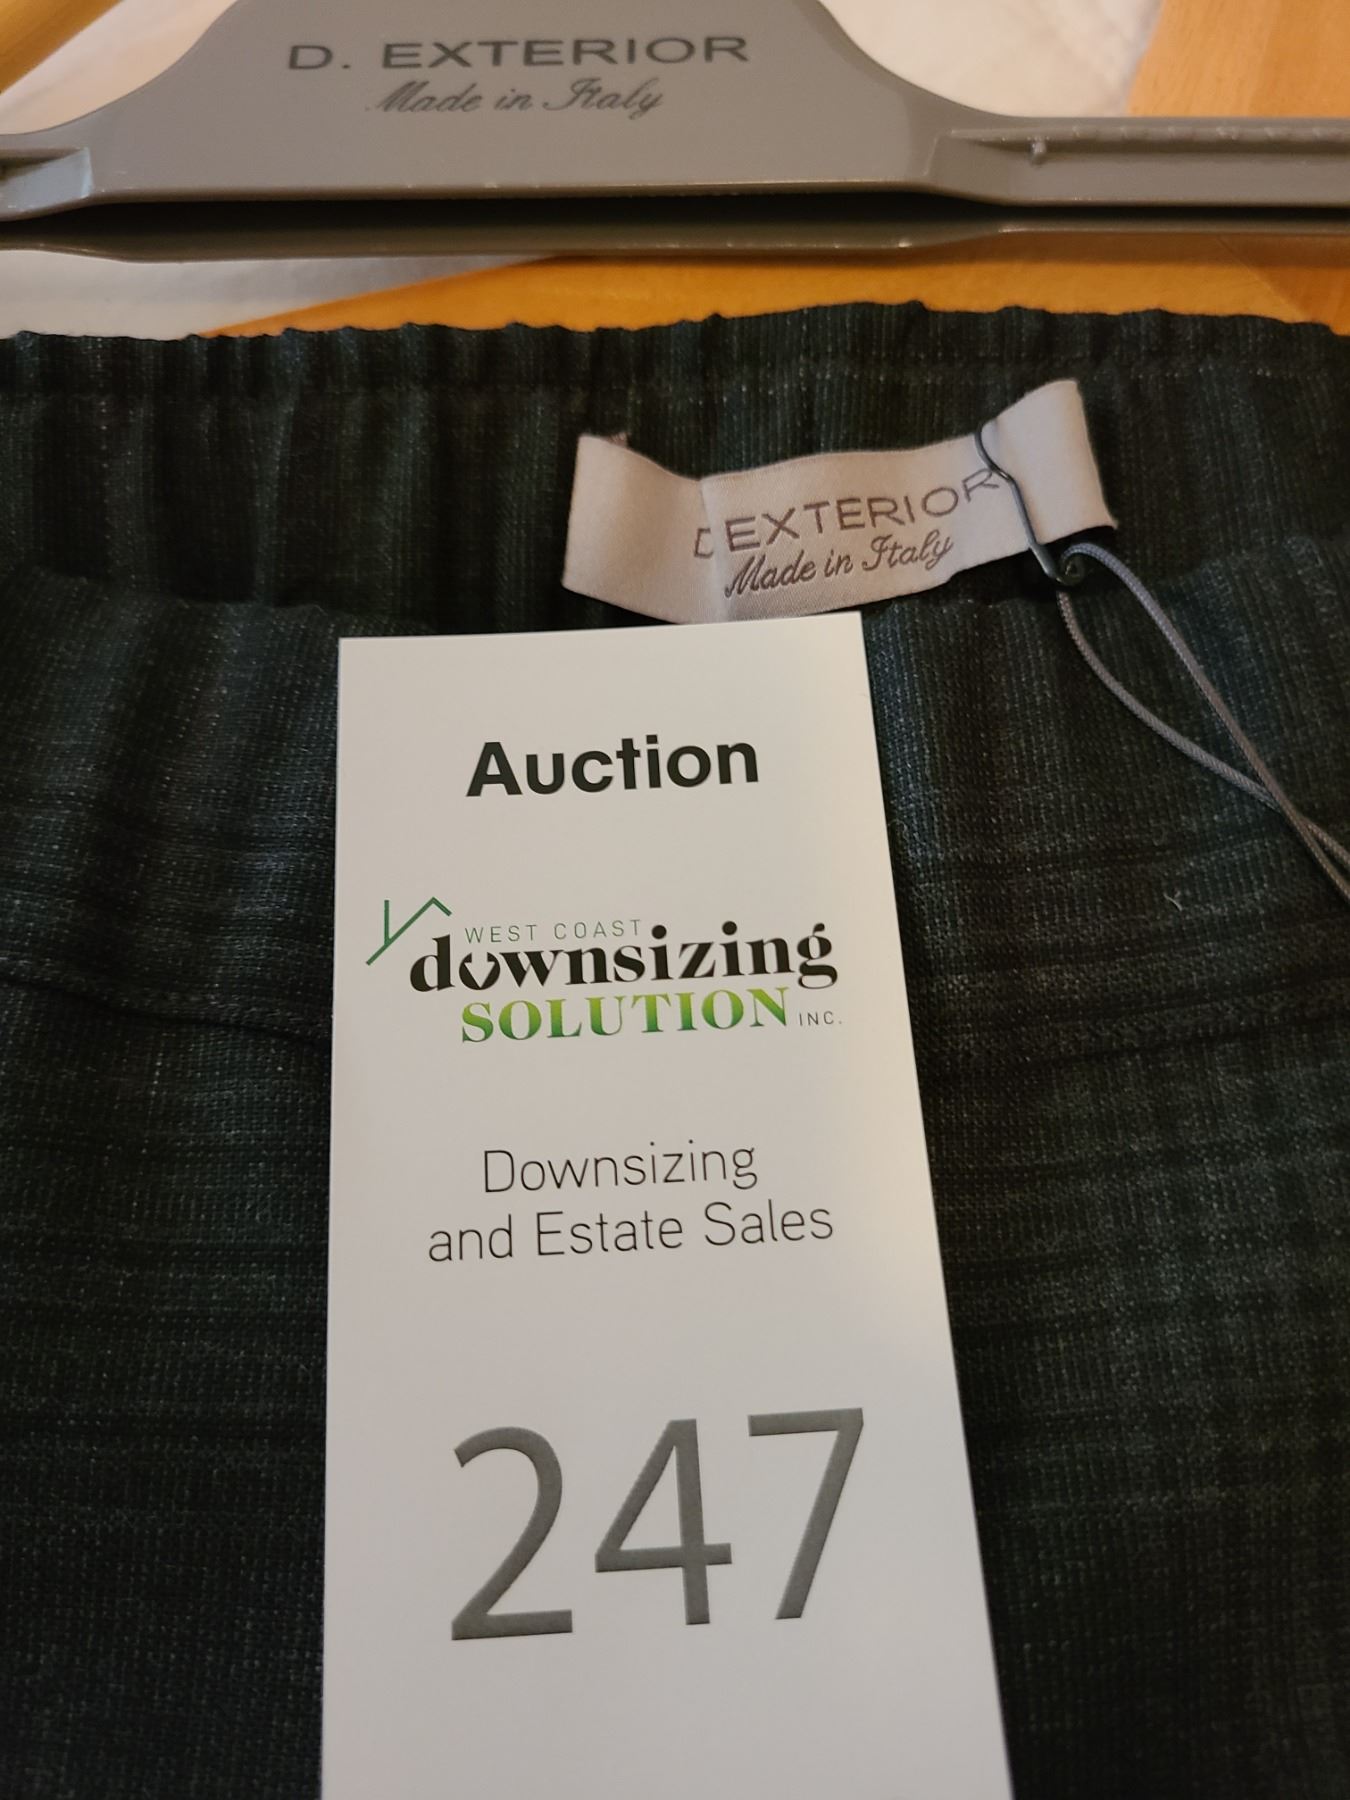 D. EXTERIOR
Made in Italy
D EXTERIOR
Made in Italy
Auction
WEST COAST
downsizing
SOLUTION INC.
Downsizing
and Estate Sales
247